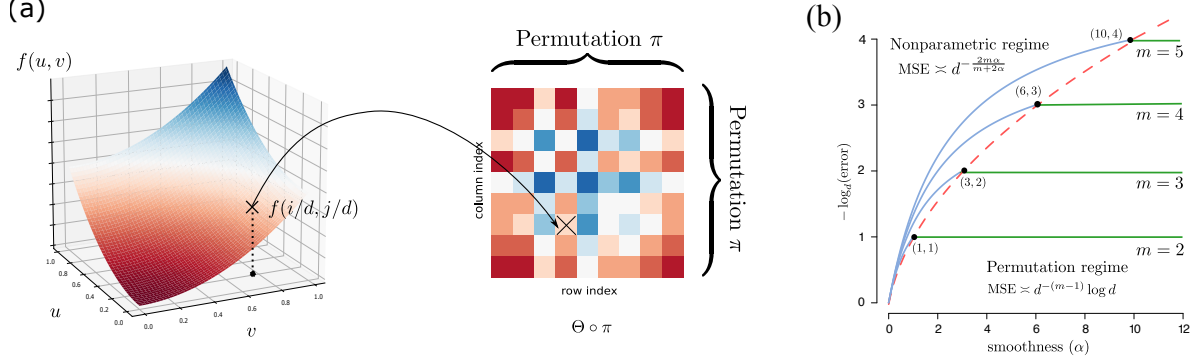 (a)
f(u, v)
1.0
0.8
0.6
0.4
0.2
0.0
u
0.0
0.2
0.4
0.6
0.8
1.0
v
f(i/d, j/d)
Permutation π
Permutation π
column index
row index
Θ ∘ π
(b)
− log_d(error)
4
3
2
1
0
0 2 4 6 8 10 12
smoothness (α)
Nonparametric regime
MSE ≍ d^{−\frac{2mα}{m+2α}}
(10, 4)
m = 5
(6, 3)
m = 4
(3, 2)
m = 3
(1, 1)
m = 2
Permutation regime
MSE ≍ d^{−(m−1)} log d